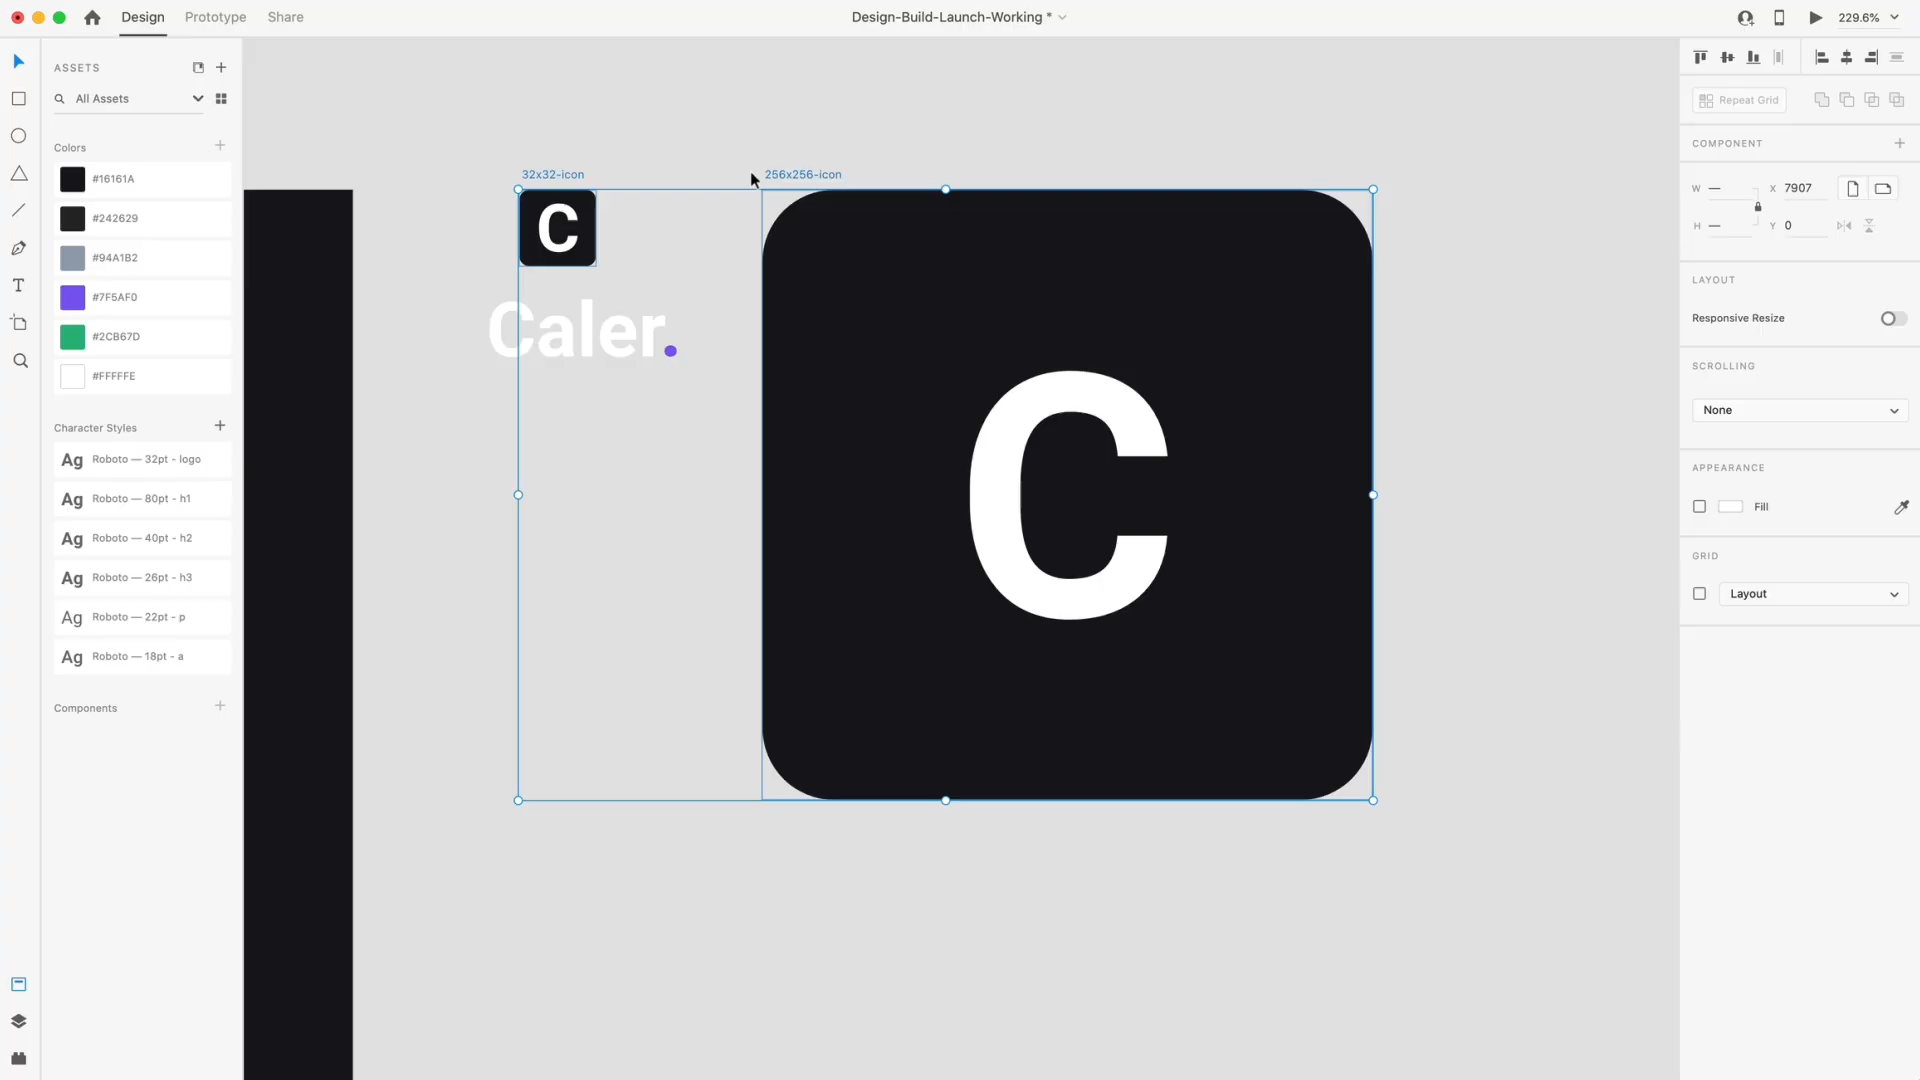 Design Prototype Share Design-Build-Launch-Working * 229.6%
ASSETS
All Assets
Colors
#16161A
#242629
#94A1B2
#7F5AF0
#2CB67D
#FFFFFE
Character Styles
Ag Roboto — 32pt - logo
Ag Roboto — 80pt - h1
Ag Roboto — 40pt - h2
Ag Roboto — 26pt - h3
Ag Roboto — 22pt - p
Ag Roboto — 18pt - a
Components
T
32x32-icon
C
Caler.
256x256-icon
C
Repeat Grid
COMPONENT
W — X 7907
H — Y 0
LAYOUT
Responsive Resize
SCROLLING
None
APPEARANCE
Fill
GRID
Layout